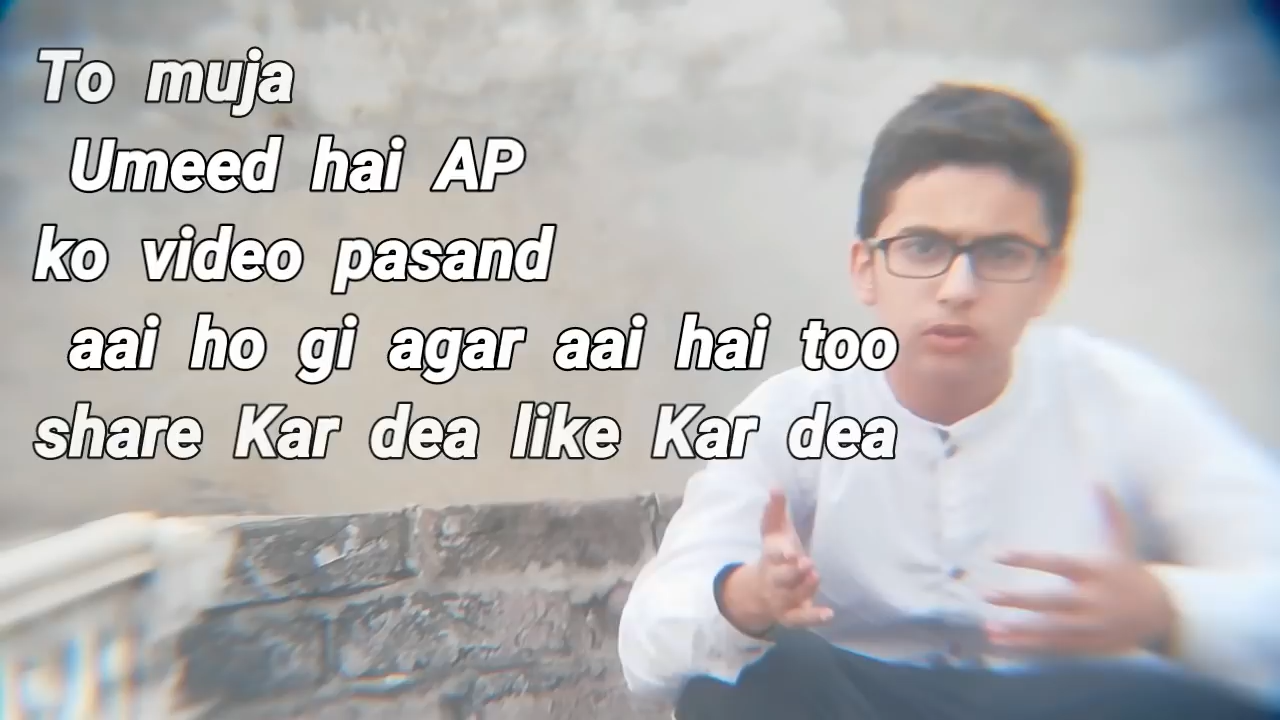 To muja
Umeed hai AP
ko video pasand
aai ho gi agar aai hai too
share Kar dea like Kar dea